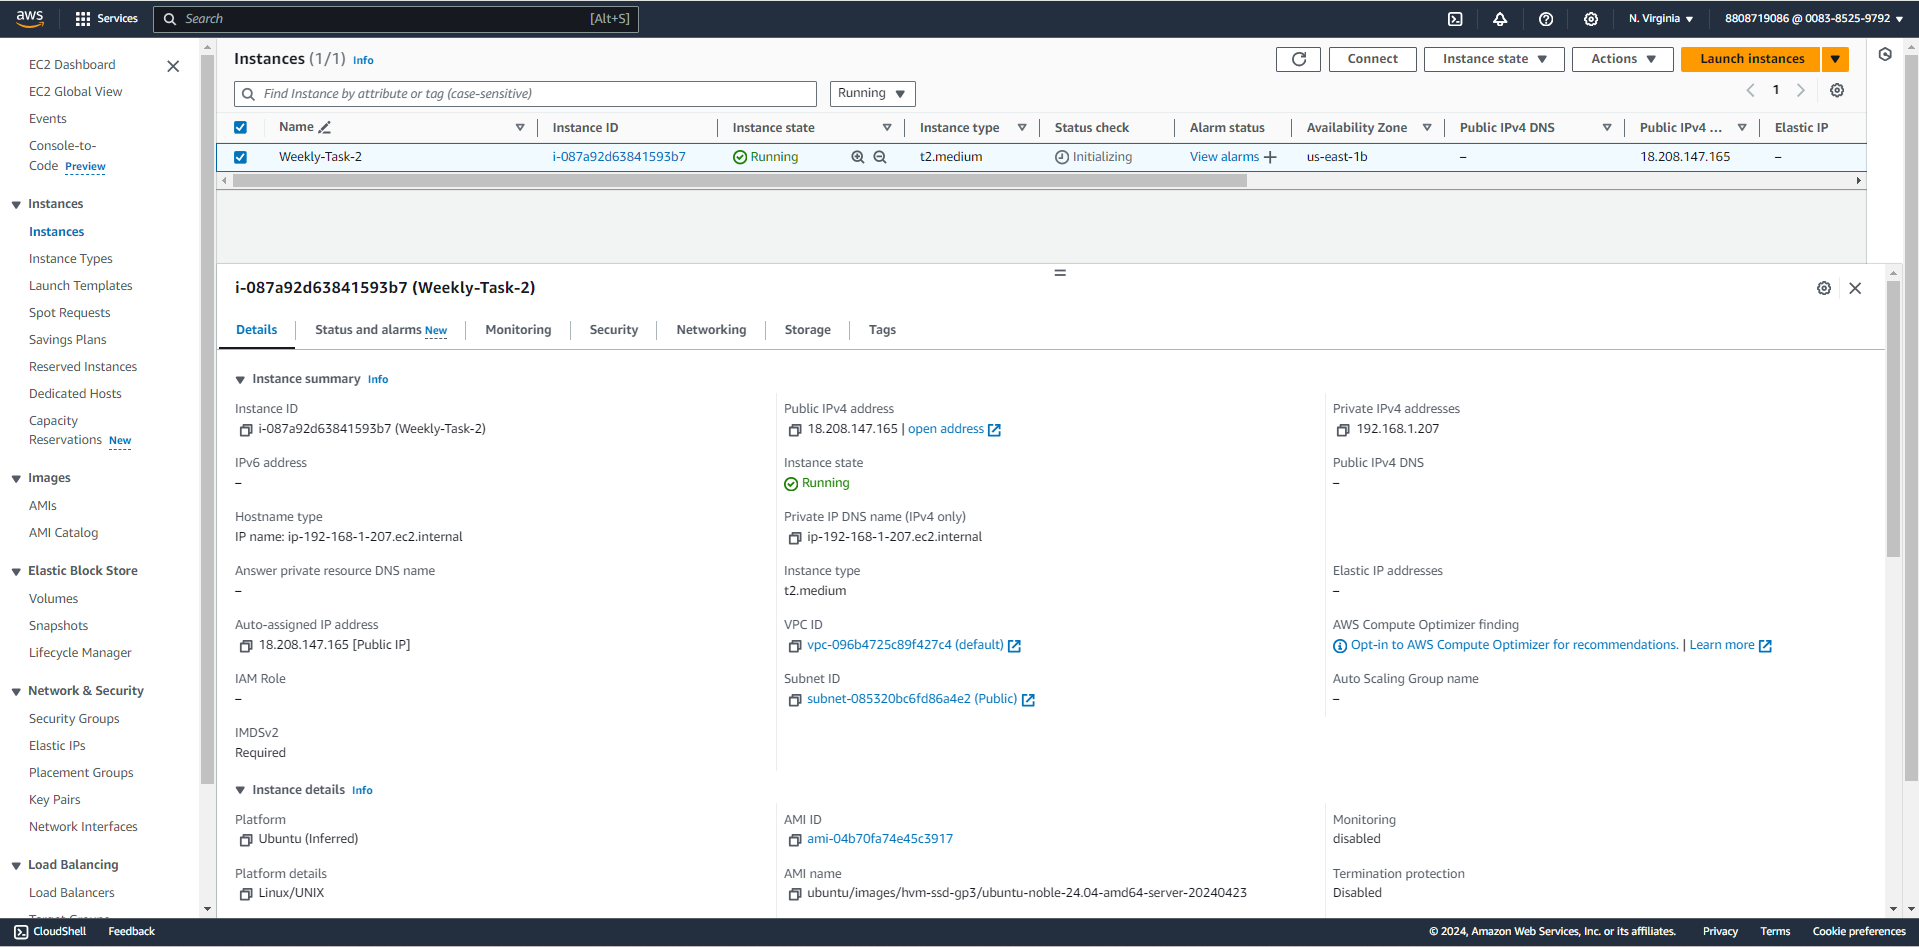 aws
Services
Search
[Alt+S]
N. Virginia
8808719086 @ 0083-8525-9792
EC2 Dashboard
EC2 Global View
Events
Console-to-
Code Preview
Instances
Instances
Instance Types
Launch Templates
Spot Requests
Savings Plans
Reserved Instances
Dedicated Hosts
Capacity
Reservations New
Images
AMIs
AMI Catalog
Elastic Block Store
Volumes
Snapshots
Lifecycle Manager
Network & Security
Security Groups
Elastic IPs
Placement Groups
Key Pairs
Network Interfaces
Load Balancing
Load Balancers
Target Groups
Instances (1/1) Info
Connect
Instance state
Actions
Launch instances
Find Instance by attribute or tag (case-sensitive)
Running
1
Name Instance ID Instance state Instance type Status check Alarm status Availability Zone Public IPv4 DNS Public IPv4 ... Elastic IP
Weekly-Task-2 i-087a92d63841593b7 Running t2.medium Initializing View alarms + us-east-1b – 18.208.147.165 –
i-087a92d63841593b7 (Weekly-Task-2)
Details Status and alarms New Monitoring Security Networking Storage Tags
Instance summary Info
Instance ID
i-087a92d63841593b7 (Weekly-Task-2)
Public IPv4 address
18.208.147.165 | open address
Private IPv4 addresses
192.168.1.207
IPv6 address
–
Instance state
Running
Public IPv4 DNS
–
Hostname type
IP name: ip-192-168-1-207.ec2.internal
Private IP DNS name (IPv4 only)
ip-192-168-1-207.ec2.internal
Answer private resource DNS name
–
Instance type
t2.medium
Elastic IP addresses
–
Auto-assigned IP address
18.208.147.165 [Public IP]
VPC ID
vpc-096b4725c89f427c4 (default)
AWS Compute Optimizer finding
Opt-in to AWS Compute Optimizer for recommendations. | Learn more
IAM Role
–
Subnet ID
subnet-085320bc6fd86a4e2 (Public)
Auto Scaling Group name
–
IMDSv2
Required
Instance details Info
Platform
Ubuntu (Inferred)
AMI ID
ami-04b70fa74e45c3917
Monitoring
disabled
Platform details
Linux/UNIX
AMI name
ubuntu/images/hvm-ssd-gp3/ubuntu-noble-24.04-amd64-server-20240423
Termination protection
Disabled
CloudShell
Feedback
© 2024, Amazon Web Services, Inc. or its affiliates.
Privacy
Terms
Cookie preferences